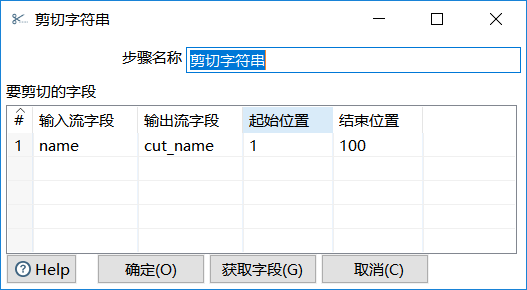 剪切字符串
步骤名称 剪切字符串
要剪切的字段
# 输入流字段 输出流字段 起始位置 结束位置
1 name cut_name 1 100
Help 确定(O) 获取字段(G) 取消(C)